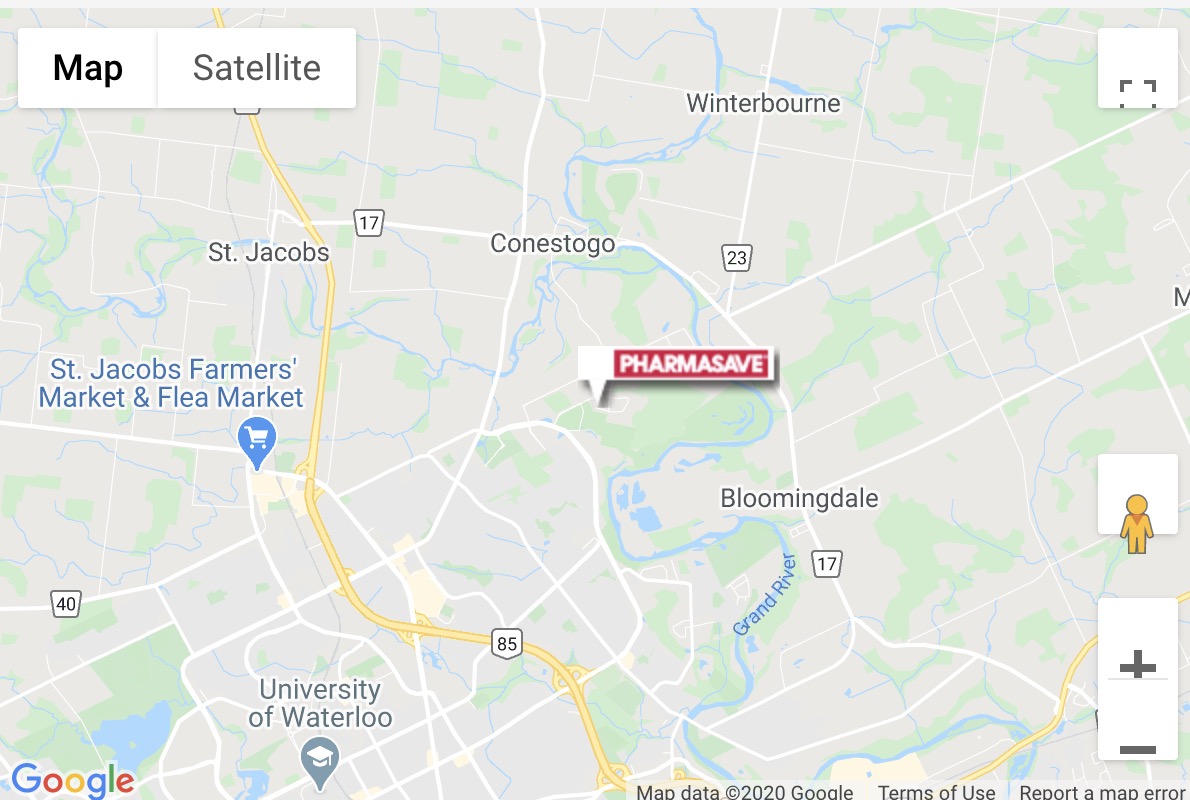 Map
Satellite
Winterbourne
17
Conestogo
St. Jacobs
23
M
PHARMASAVE
St. Jacobs Farmers'
Market & Flea Market
Bloomingdale
17
Grand River
40
85
University
of Waterloo
Google
Map data ©2020 Google
Terms of Use
Report a map error